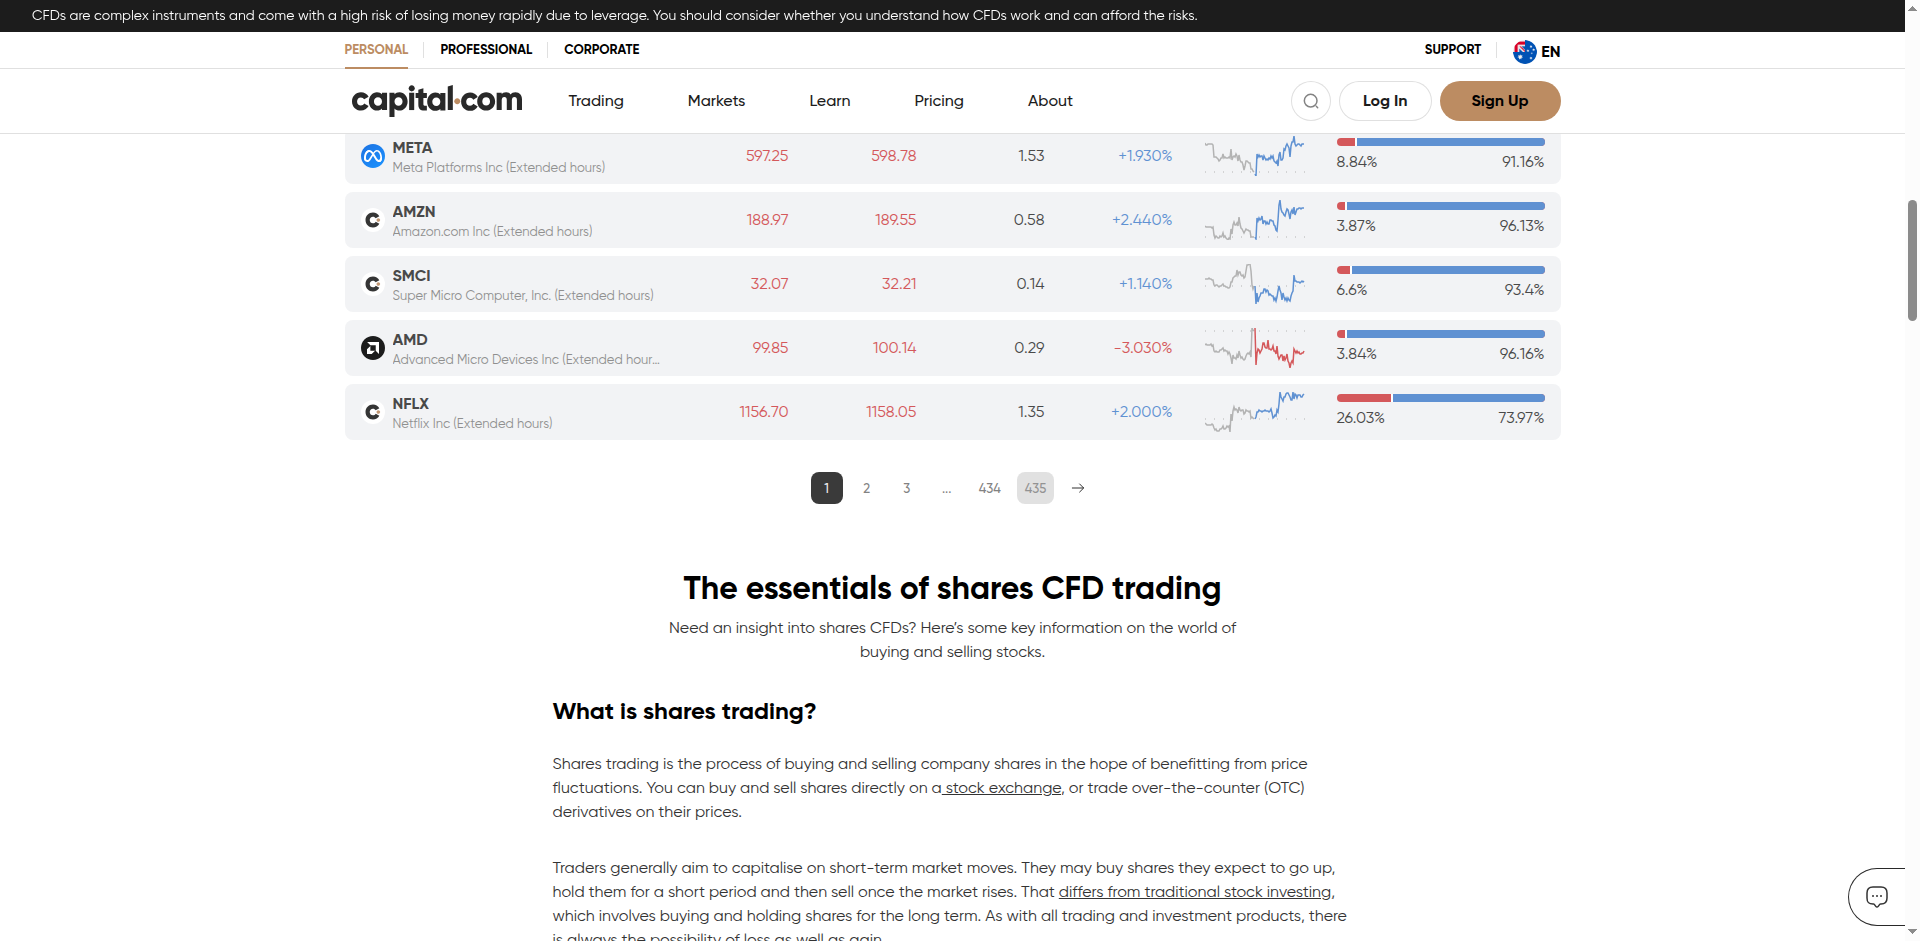 CFDs are complex instruments and come with a high risk of losing money rapidly due to leverage. You should consider whether you understand how CFDs work and can afford the risks.
PERSONAL PROFESSIONAL CORPORATE SUPPORT EN
capital.com Trading Markets Learn Pricing About Log In Sign Up
META
Meta Platforms Inc (Extended hours)
597.25 598.78 1.53 +1.930% 8.84% 91.16%
AMZN
Amazon.com Inc (Extended hours)
188.97 189.55 0.58 +2.440% 3.87% 96.13%
SMCI
Super Micro Computer, Inc. (Extended hours)
32.07 32.21 0.14 +1.140% 6.6% 93.4%
AMD
Advanced Micro Devices Inc (Extended hour...
99.85 100.14 0.29 -3.030% 3.84% 96.16%
NFLX
Netflix Inc (Extended hours)
1156.70 1158.05 1.35 +2.000% 26.03% 73.97%
1 2 3 ... 434 435
The essentials of shares CFD trading
Need an insight into shares CFDs? Here’s some key information on the world of
buying and selling stocks.
What is shares trading?
Shares trading is the process of buying and selling company shares in the hope of benefitting from price
fluctuations. You can buy and sell shares directly on a stock exchange, or trade over-the-counter (OTC)
derivatives on their prices.
Traders generally aim to capitalise on short-term market moves. They may buy shares they expect to go up,
hold them for a short period and then sell once the market rises. That differs from traditional stock investing,
which involves buying and holding shares for the long term. As with all trading and investment products, there
is always the possibility of loss as well as gain.